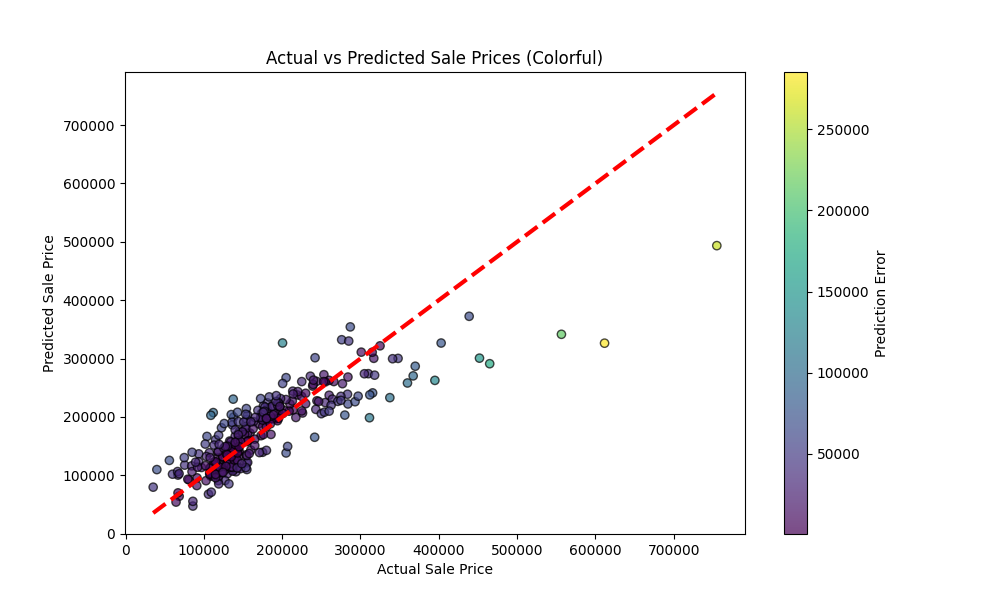 Actual vs Predicted Sale Prices (Colorful)
Predicted Sale Price
700000
600000
500000
400000
300000
200000
100000
0
0 100000 200000 300000 400000 500000 600000 700000
Actual Sale Price
250000
200000
150000
100000
50000
Prediction Error